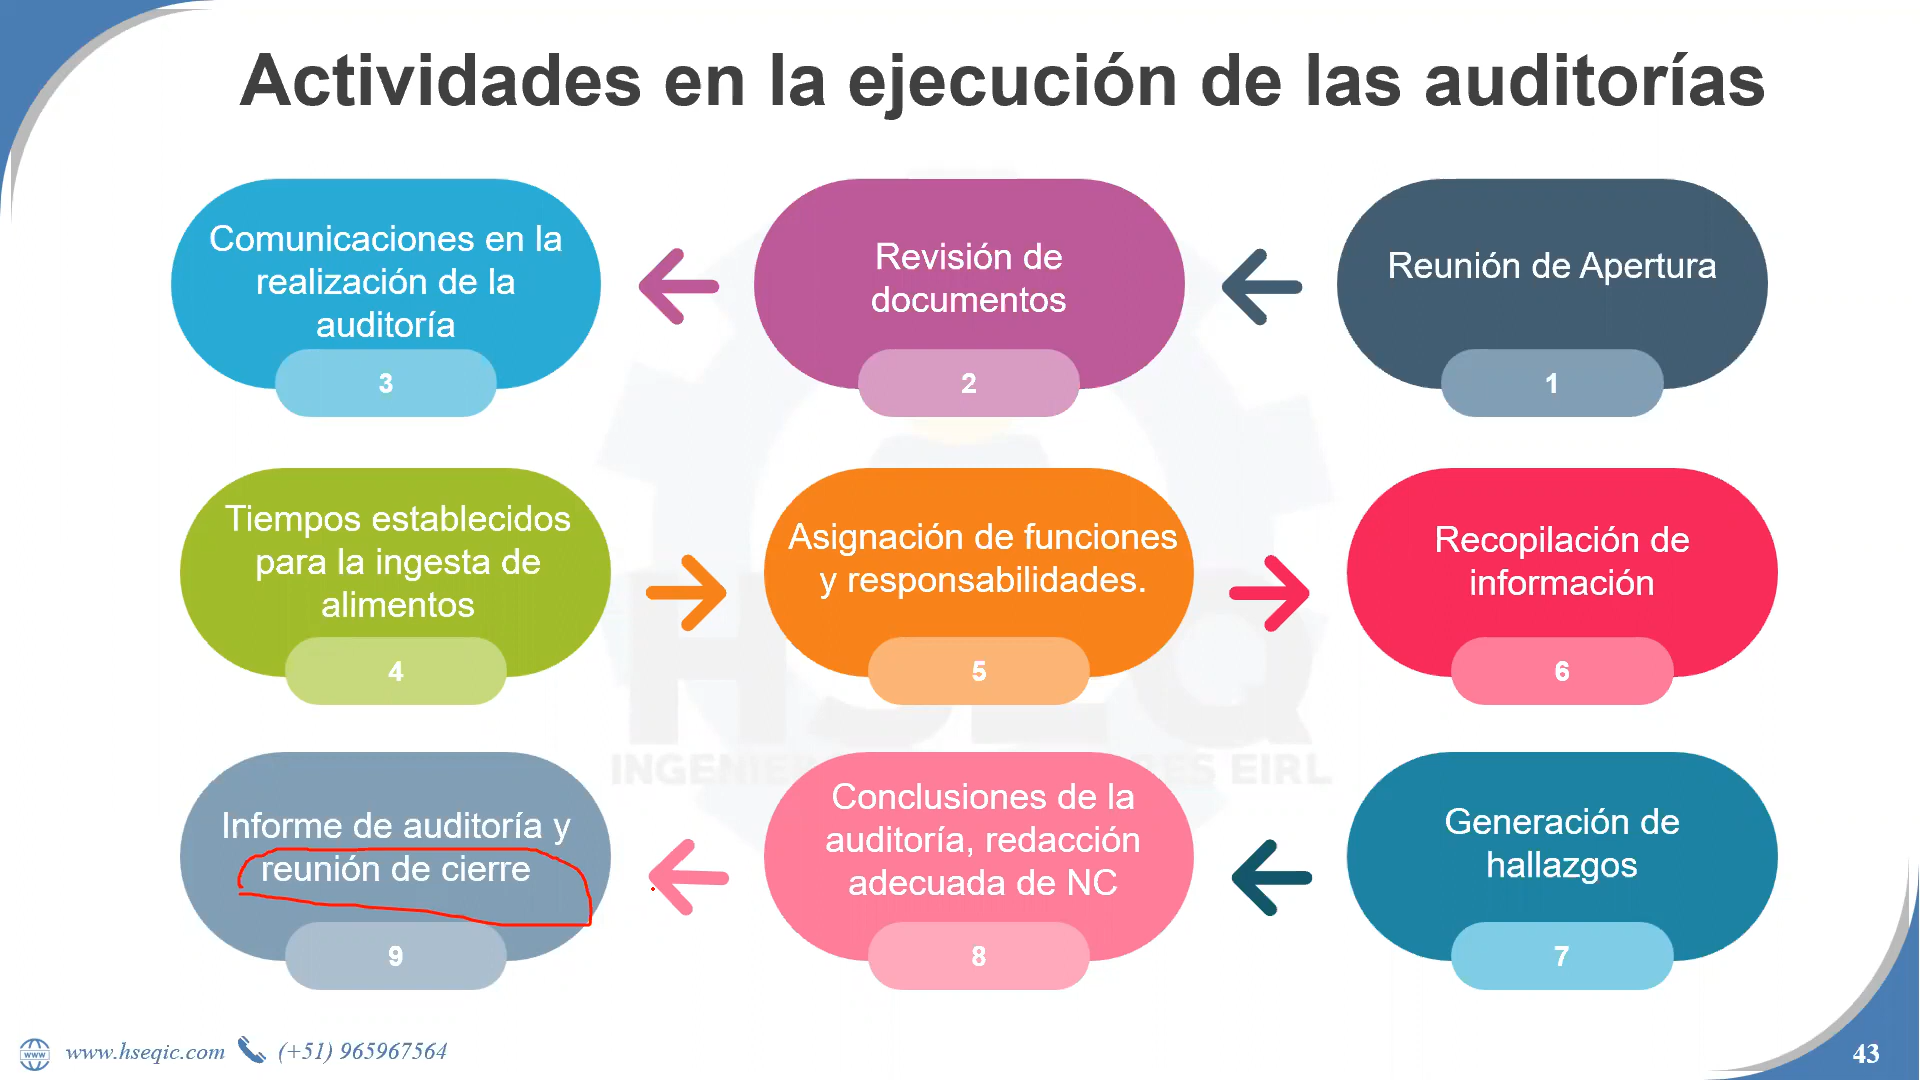 Actividades en la ejecución de las auditorías
Comunicaciones en la
realización de la
auditoría
3
Revisión de
documentos
2
Reunión de Apertura
1
Tiempos establecidos
para la ingesta de
alimentos
4
Asignación de funciones
y responsabilidades.
5
Recopilación de
información
6
Informe de auditoría y
reunión de cierre
9
Conclusiones de la
auditoría, redacción
adecuada de NC
8
Generación de
hallazgos
7
HSEQ
EIRL
www www.hseqic.com (+51) 965967564
43